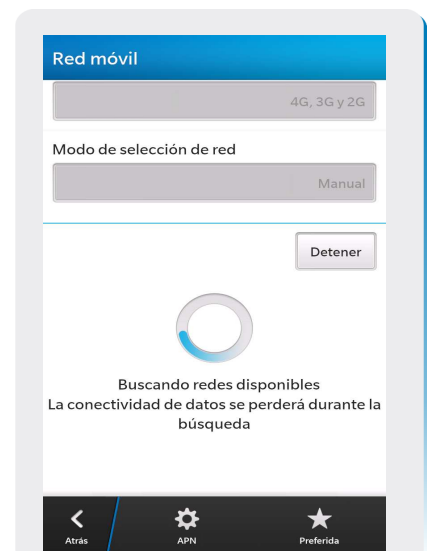 Red móvil
4G, 3G y 2G
Modo de selección de red
Manual
Detener
Buscando redes disponibles
La conectividad de datos se perderá durante la
búsqueda
Atrás
APN
Preferida